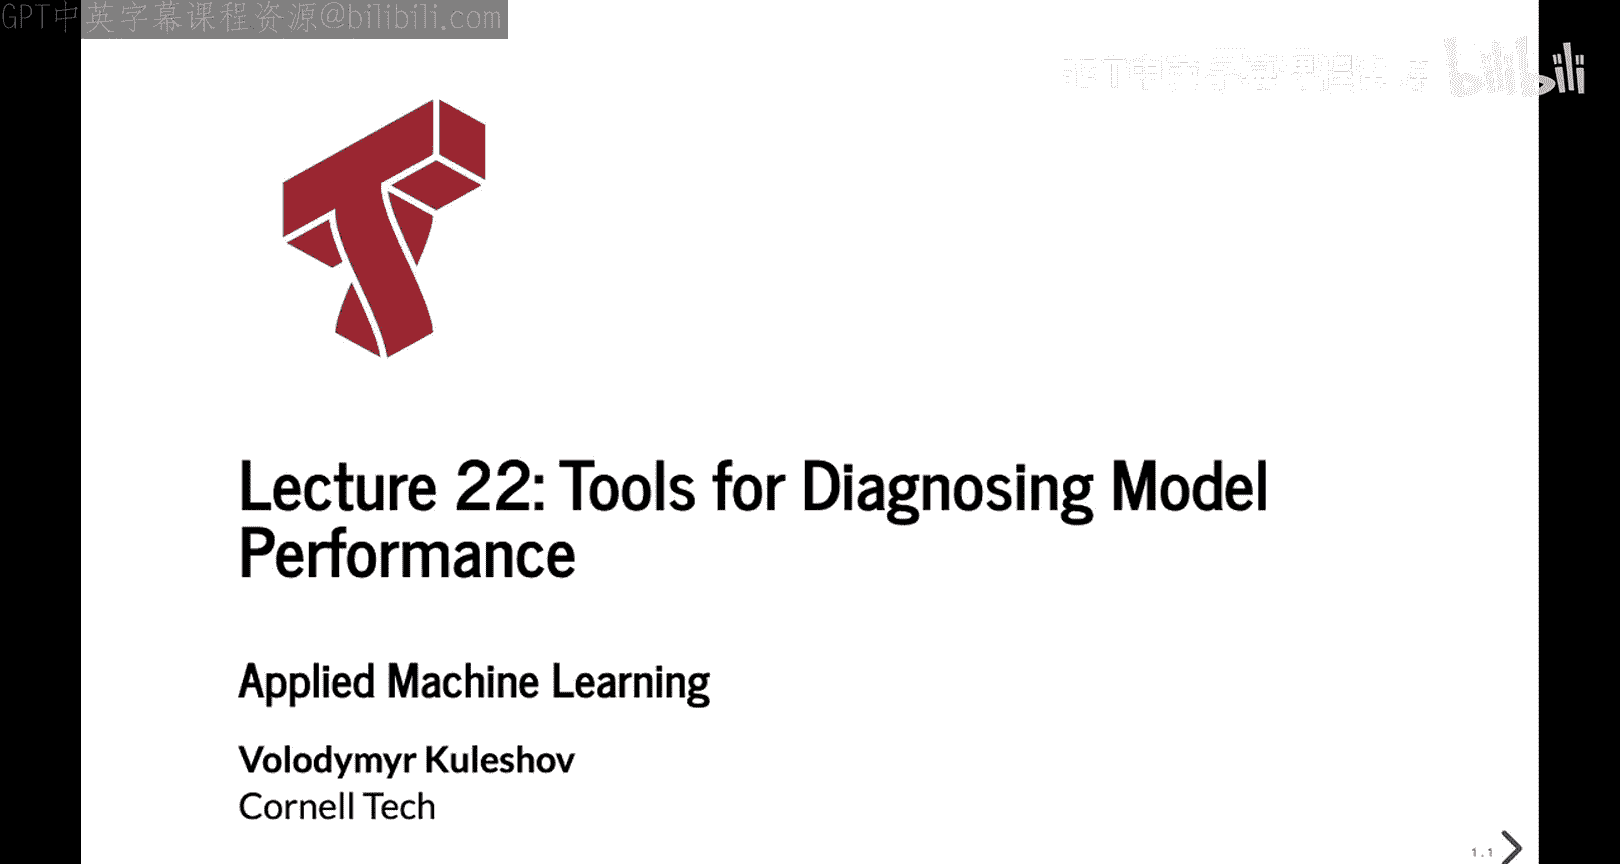 GPT中英字幕课程资源@bilibili.com
bilibili
Lecture 22: Tools for Diagnosing Model
Performance
Applied Machine Learning
Volodymyr Kuleshov
Cornell Tech
1.1